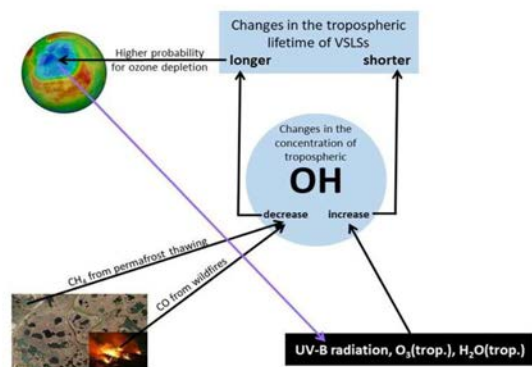 Changes in the tropospheric
lifetime of VSLSs
longer
shorter
Higher probability
for ozone depletion
Changes in the
concentration of
tropospheric
OH
decrease
increase
CH₄ from permafrost thawing
CO from wildfires
UV-B radiation, O₃(trop.), H₂O(trop.)